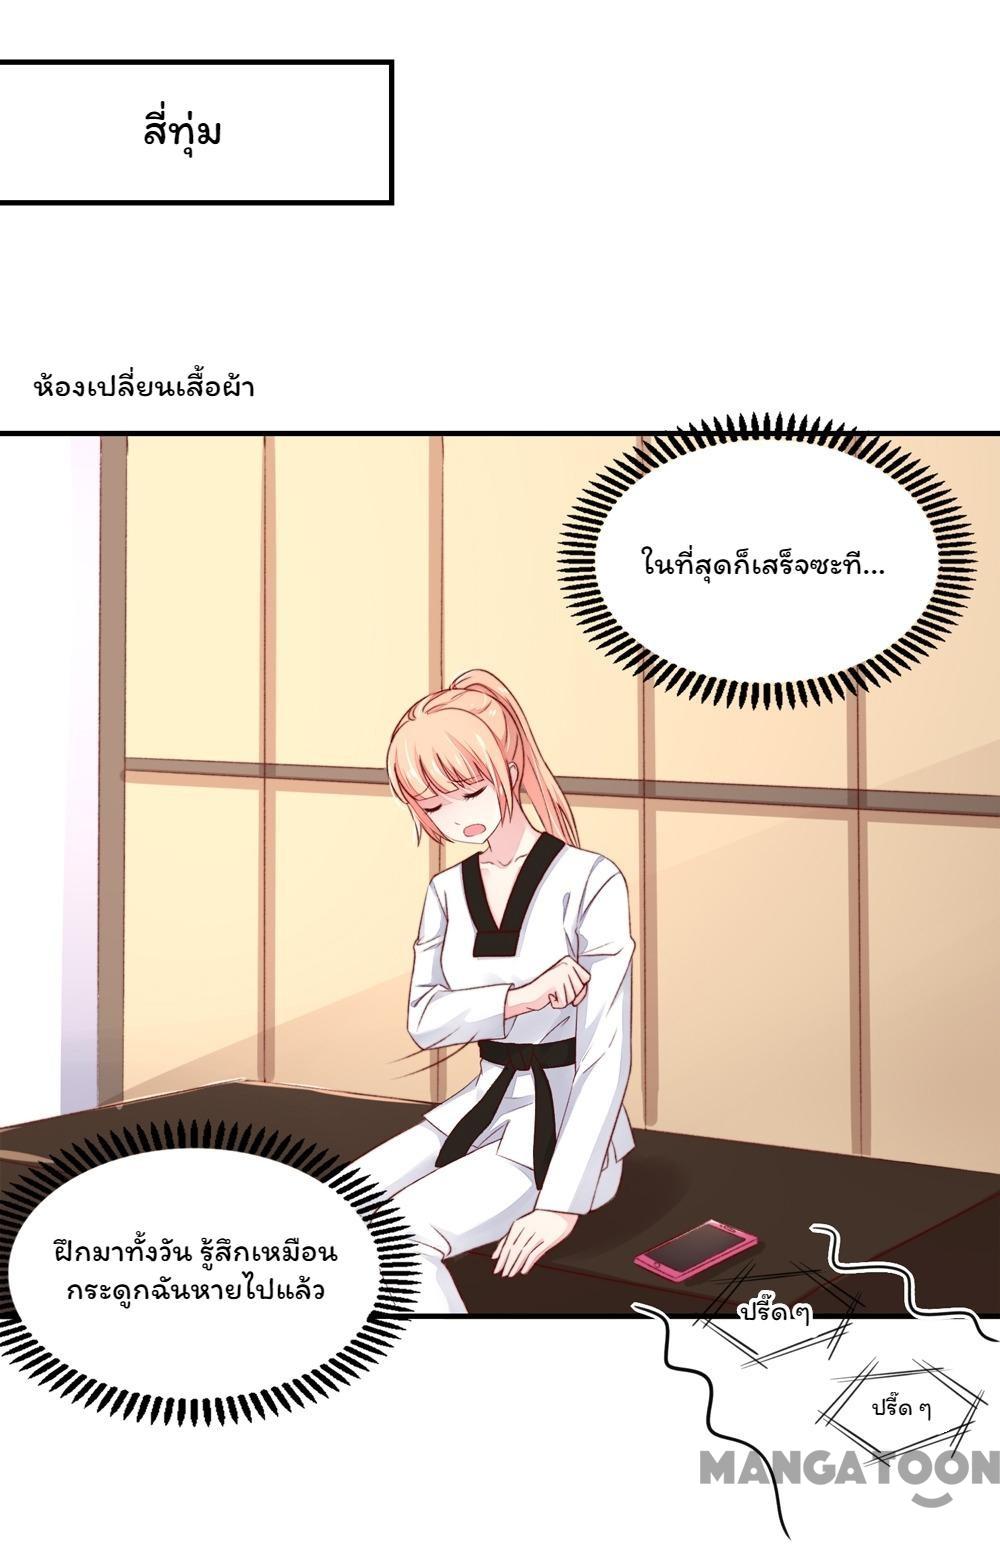 สี่ทุ่ม
ห้องเปลี่ยนเสื้อผ้า
ในที่สุดก็เสร็จซะที...
ฝึกมาทั้งวัน รู้สึกเหมือน
กระดูกฉันหายไปแล้ว
ปรี๊ด ๆ
ปรี๊ด ๆ
MANGATOON